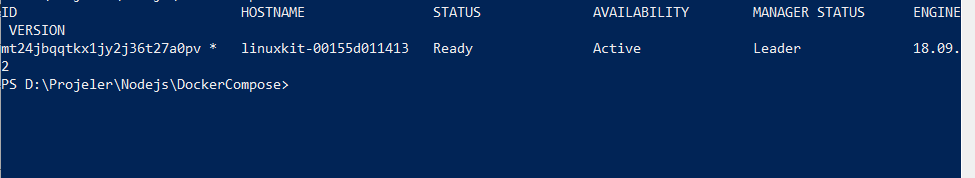 ID HOSTNAME STATUS AVAILABILITY MANAGER STATUS ENGINE
VERSION
mt24jbqqtkx1jy2j36t27a0pv * linuxkit-00155d011413 Ready Active Leader 18.09.
2
PS D:\Projeler\Nodejs\DockerCompose>